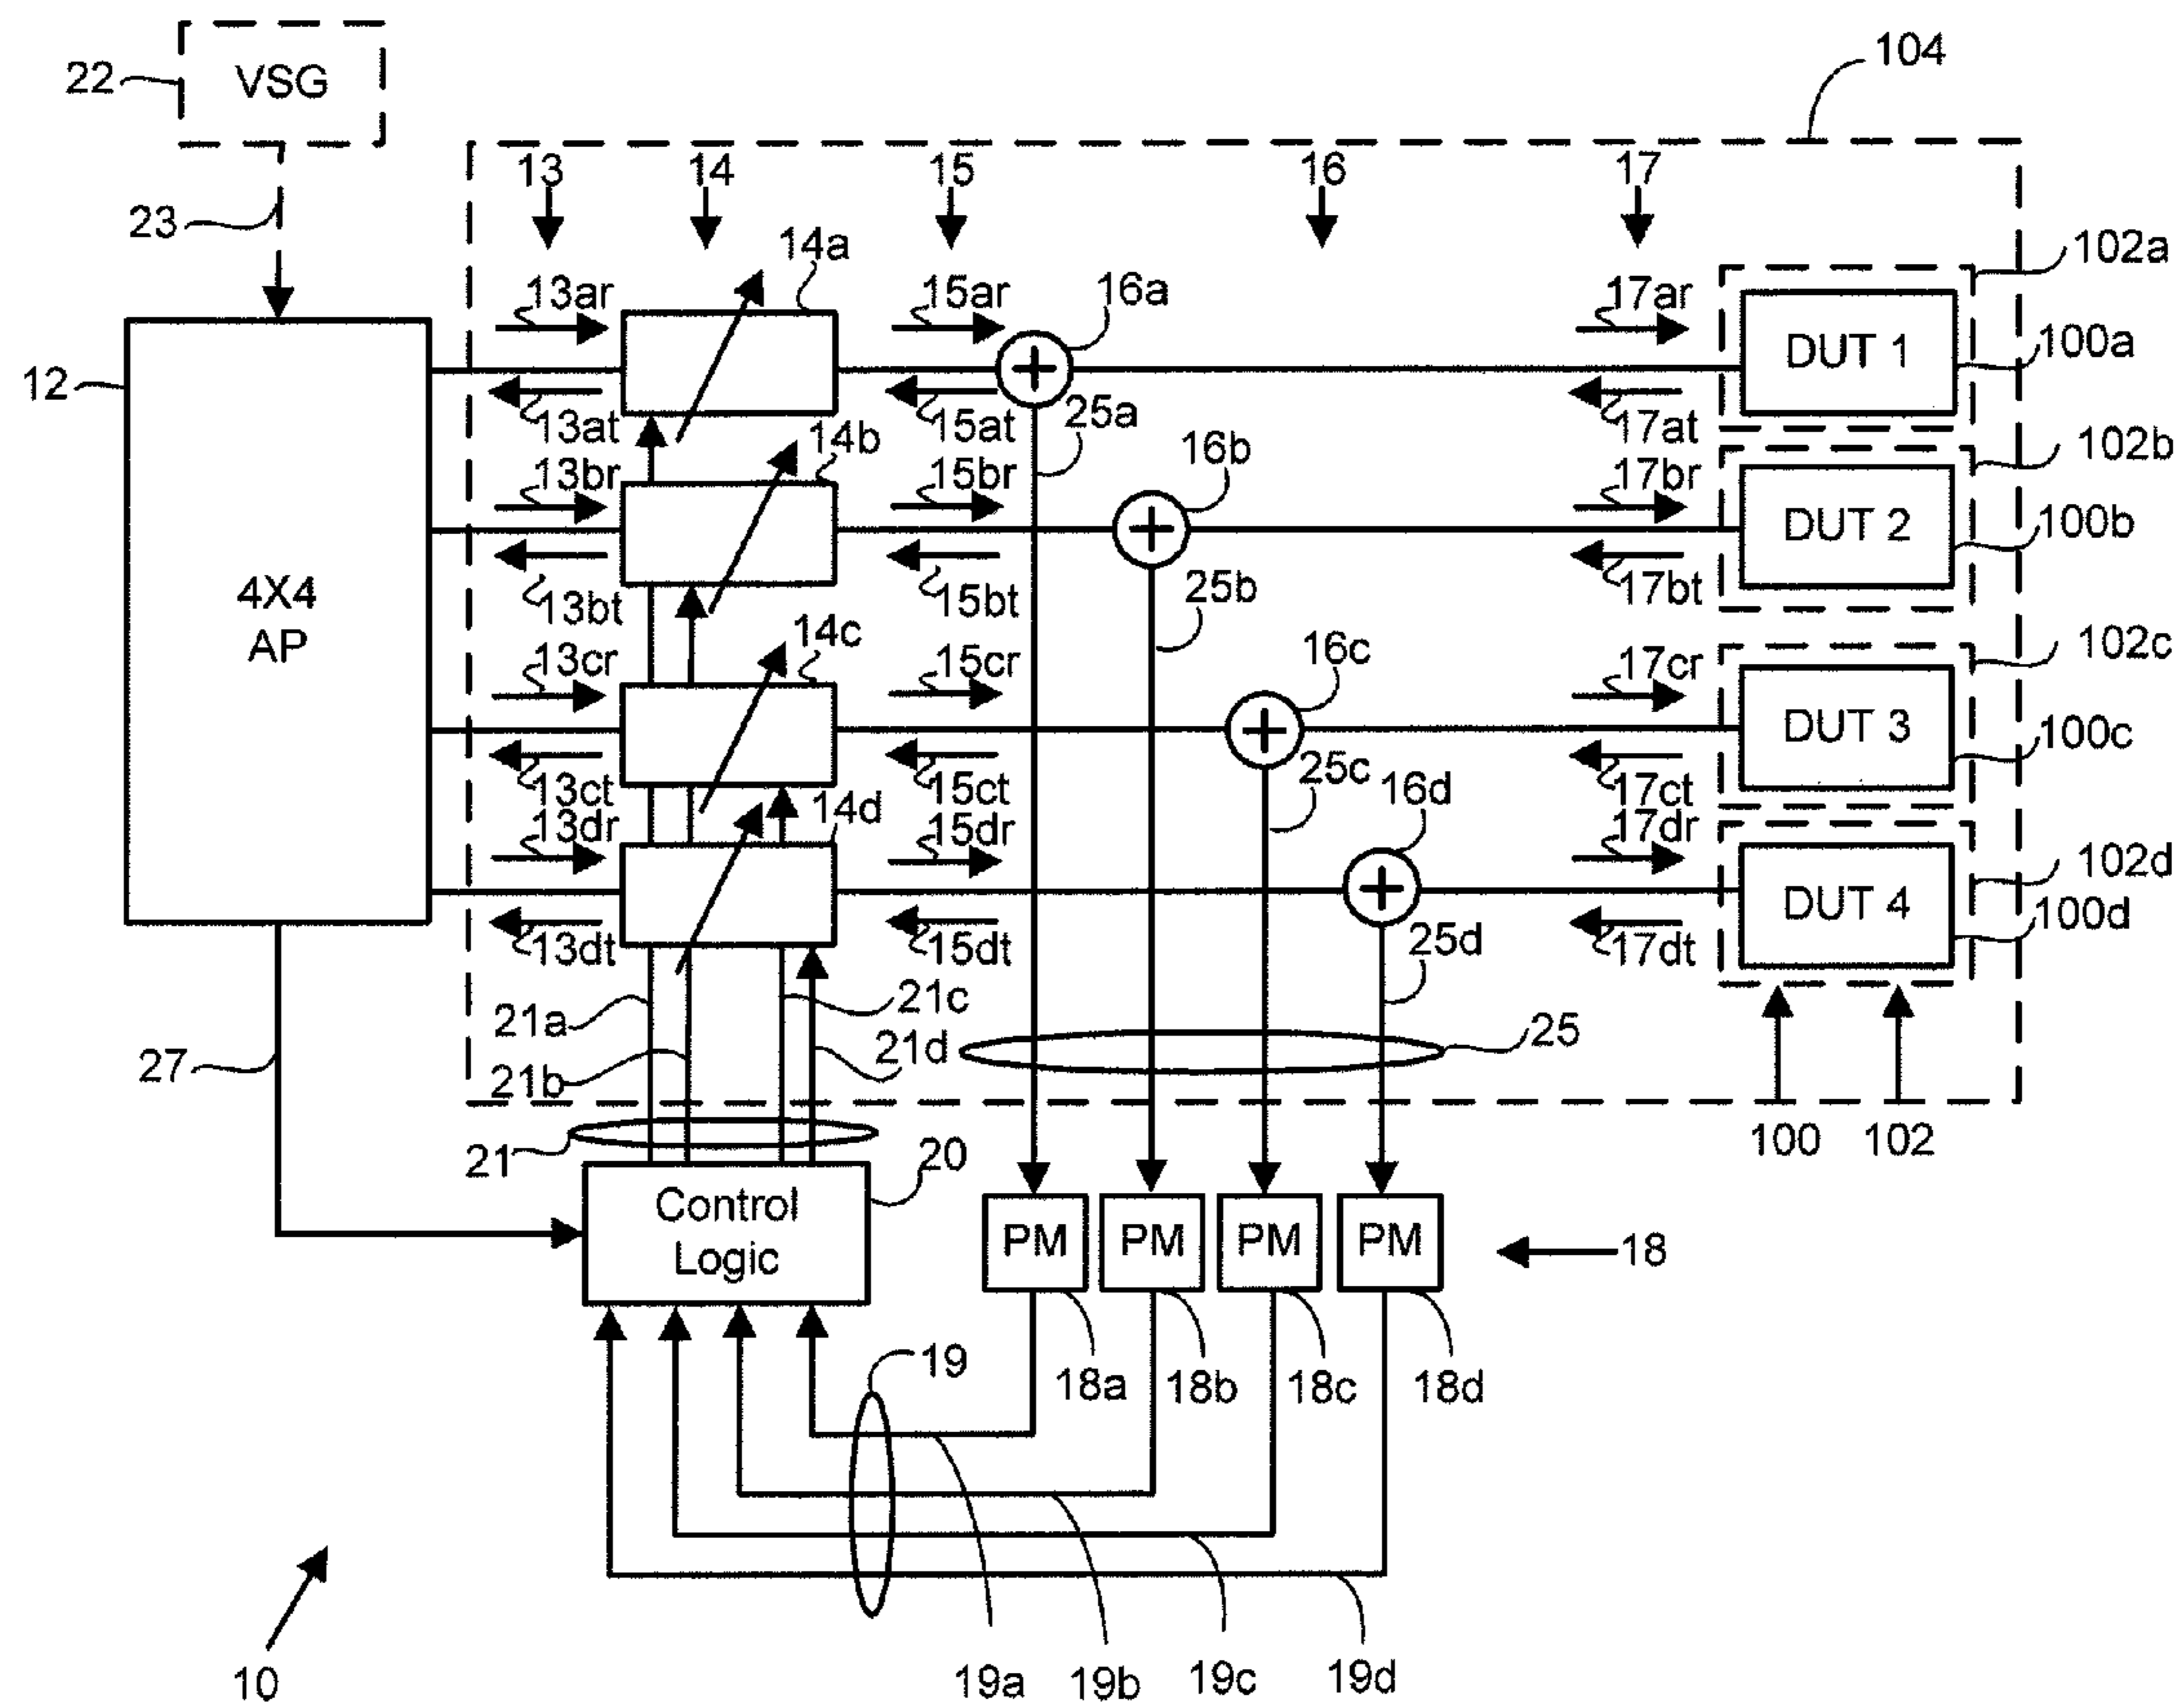 22
VSG
104
23
13
14
15
16
17
14a
102a
13ar
15ar
16a
17ar
DUT 1
100a
12
13at
15at
25a
17at
14b
102b
13br
15br
16b
17br
DUT 2
100b
4X4
AP
13bt
15bt
25b
17bt
14c
102c
13cr
15cr
16c
17cr
DUT 3
100c
13ct
15ct
25c
16d
17ct
14d
13dr
15dr
17dr
102d
DUT 4
100d
13dt
15dt
25d
17dt
21a
21c
25
27
21b
21d
100
102
21
20
Control
Logic
PM
PM
PM
PM
18
19
18a
18b
18c
18d
10
19a
19b
19c
19d